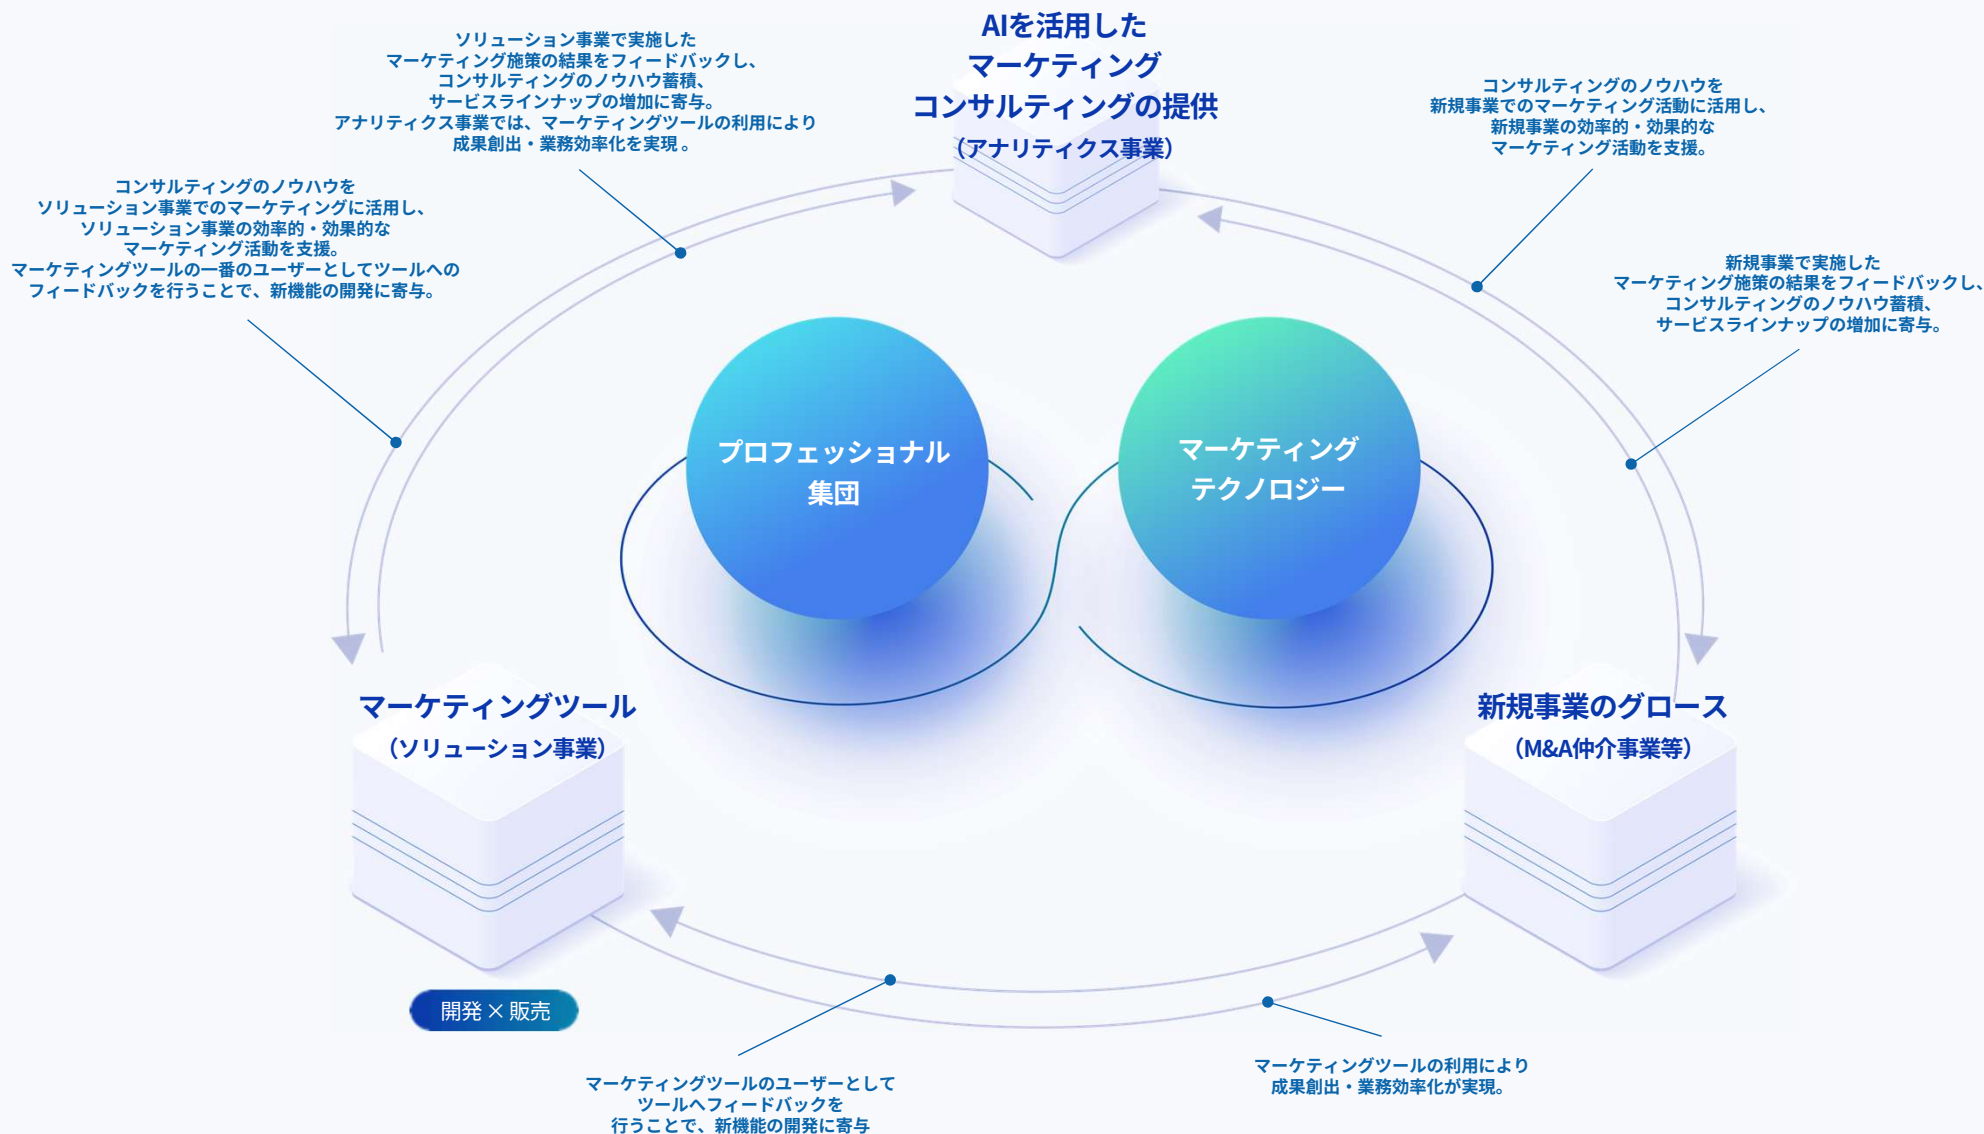 AIを活用した
マーケティング
コンサルティングの提供
（アナリティクス事業）
ソリューション事業で実施した
マーケティング施策の結果をフィードバックし、
コンサルティングのノウハウ蓄積、
サービスラインナップの増加に寄与。
アナリティクス事業では、マーケティングツールの利用により
成果創出・業務効率化を実現 。
コンサルティングのノウハウを
ソリューション事業でのマーケティングに活用し、
ソリューション事業の効率的・効果的な
マーケティング活動を支援。
マーケティングツールの一番のユーザーとしてツールへの
フィードバックを行うことで、新機能の開発に寄与。
コンサルティングのノウハウを
新規事業でのマーケティング活動に活用し、
新規事業の効率的・効果的な
マーケティング活動を支援。
新規事業で実施した
マーケティング施策の結果をフィードバックし、
コンサルティングのノウハウ蓄積、
サービスラインナップの増加に寄与。
プロフェッショナル
集団
マーケティング
テクノロジー
マーケティングツール
（ソリューション事業）
新規事業のグロース
（M&A仲介事業等）
開発×販売
マーケティングツールのユーザーとして
ツールへフィードバックを
行うことで、新機能の開発に寄与
マーケティングツールの利用により
成果創出・業務効率化が実現。